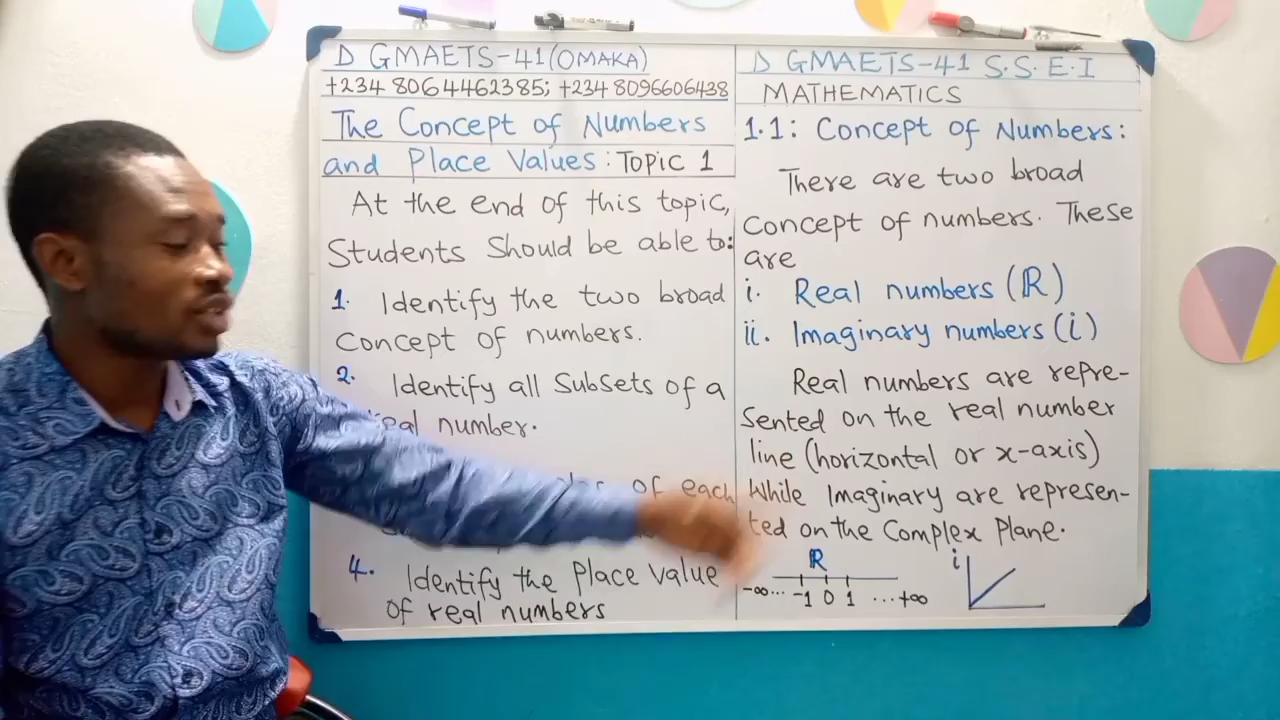 D GMAETS-41(OMAKA)
+234 8064462385; +234 8096606438
The Concept of Numbers
and Place Values: Topic 1
At the end of this topic,
Students Should be able to:
1. Identify the two broad
Concept of numbers.
2. Identify all Subsets of a
number.
of each
4. Identify the Place Value
of real numbers
D GMAETS-41 S.S.E.I
MATHEMATICS
1.1: Concept of Numbers:
There are two broad
Concept of numbers. These
are
i. Real numbers (ℝ)
ii. Imaginary numbers (i)
Real numbers are repre-
Sented on the real number
line (horizontal or x-axis)
While Imaginary are represen-
ted on the Complex Plane.
ℝ
-∞... -1 0 1 ...+∞
i